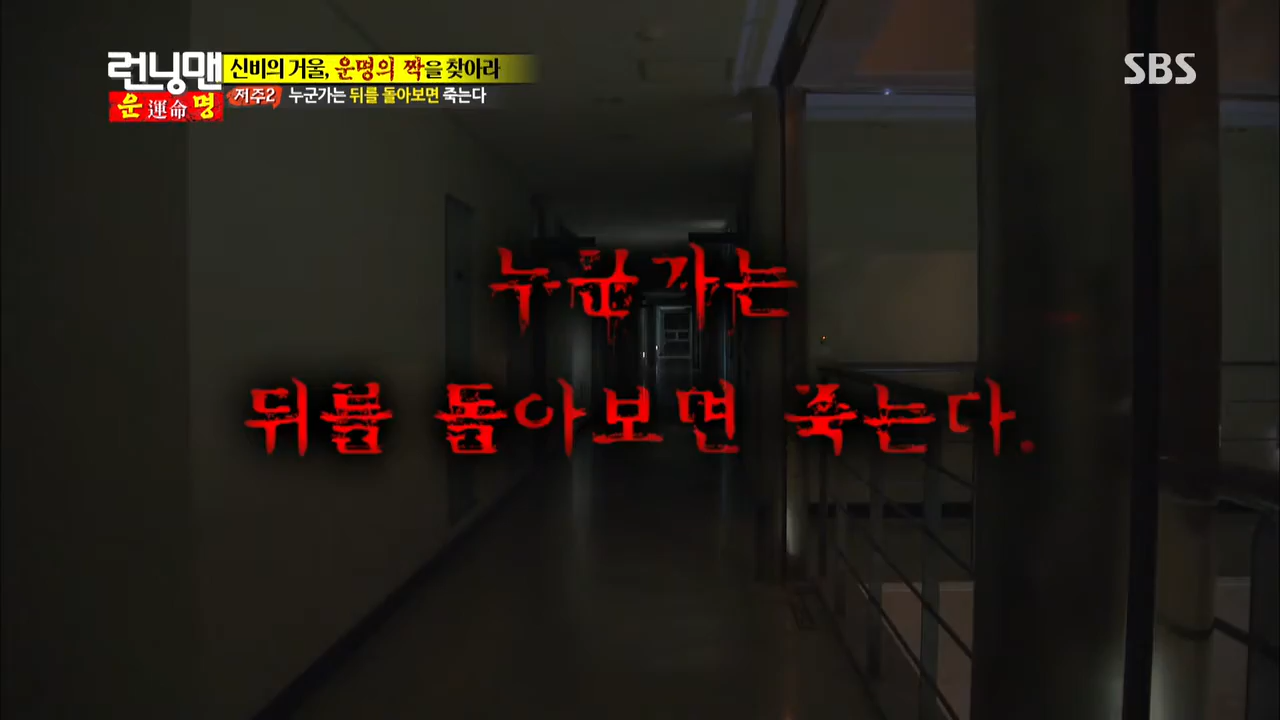 런닝맨
운 運命 명
신비의 거울, 운명의 짝을 찾아라
저주2 누군가는 뒤를 돌아보면 죽는다
SBS
누군가는
뒤를 돌아보면 죽는다.